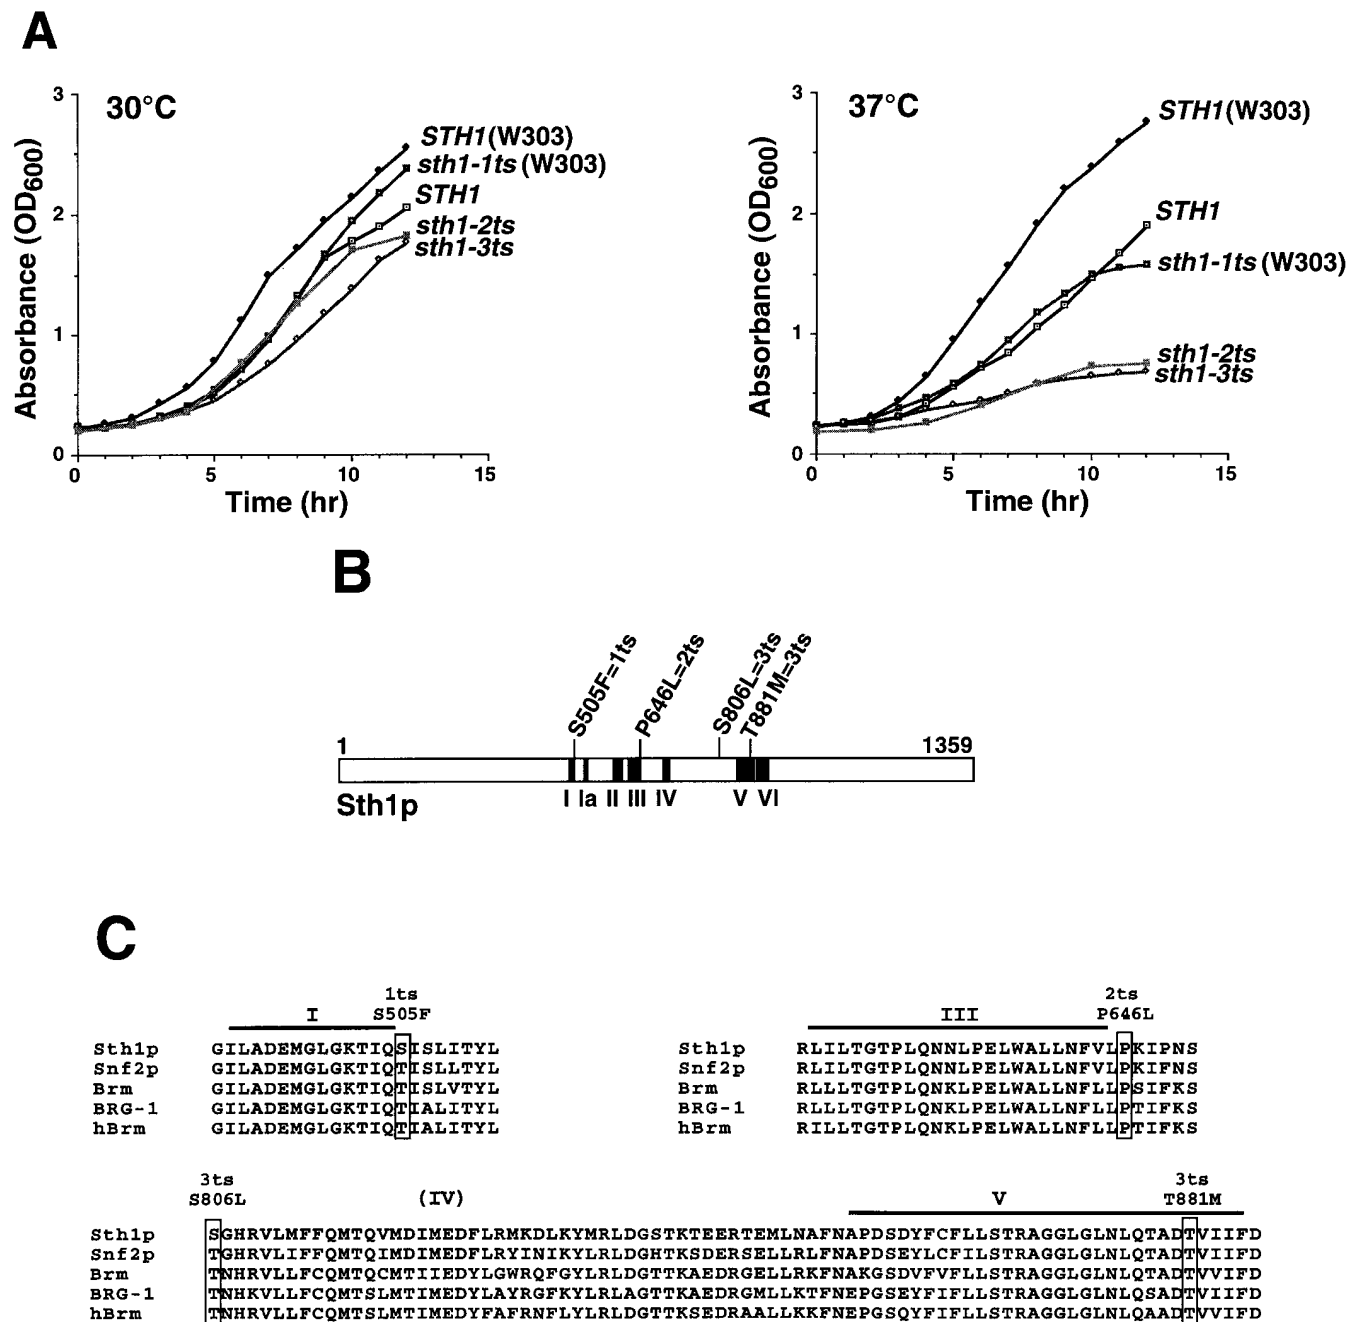 A
30°C
3
2
1
0
Absorbance (OD600)
0 5 10 15
Time (hr)
STH1 (W303)
sth1-1ts (W303)
STH1
sth1-2ts
sth1-3ts
37°C
3
2
1
0
Absorbance (OD600)
0 5 10 15
Time (hr)
STH1 (W303)
STH1
sth1-1ts (W303)
sth1-2ts
sth1-3ts
B
S505F=1ts
P646L=2ts
S806L=3ts
T881M=3ts
1 1359
I Ia II III IV V VI
Sth1p
C
1ts
I S505F
Sth1p GILADEMGLGKTIQSISLITYL
Snf2p GILADEMGLGKTIQTISLLTYL
Brm GILADEMGLGKTIQTISLVTYL
BRG-1 GILADEMGLGKTIQTIALITYL
hBrm GILADEMGLGKTIQTIALITYL
2ts
III P646L
Sth1p RLILTGTPLQNNLPELWALLNFVLPKIPNS
Snf2p RLILTGTPLQNNLPELWALLNFVLPKIFNS
Brm RLLLTGTPLQNKLPELWALLNFLLPSIFKS
BRG-1 RLLLTGTPLQNKLPELWALLNFLLPTIFKS
hBrm RILLTGTPLQNKLPELWALLNFLLPTIFKS
3ts 3ts
S806L (IV) V T881M
Sth1p SGHRVLMFFQMTQVMDIMEDFLRMKDLKYMRLDGSTKTEERTEMLNAFNAPDSDYFCFLLSTRAGGLGLNLQTADTVIIFD
Snf2p TGHRVLIFFQMTQIMDIMEDFLRYINIKYLRLDGHTKSDERSELLRLFNAPDSEYLCFLLSTRAGGLGLNLQTADTVIIFD
Brm TNHRVLLFCQMTQCMTIIEDYLGWRQFGYLRLDGTTKAEDRGELLRKFNAKGSDVFVFLLSTRAGGLGLNLQTADTVVIFD
BRG-1 TNHKVLLFCQMTSLMTIMEDYLAYRGFKYLRLAGTTKAEDRGMLLKTFNEPGSEYFIFLLSTRAGGLGLNLQTADTVIIFD
hBrm TNHRVLLFCQMTSLMTIMEDYFAFRNFLYLRLDGTTKSEDRAALLKKFNEPGSQYFIFLLSTRAGGLGLNLQAADTVVIFD